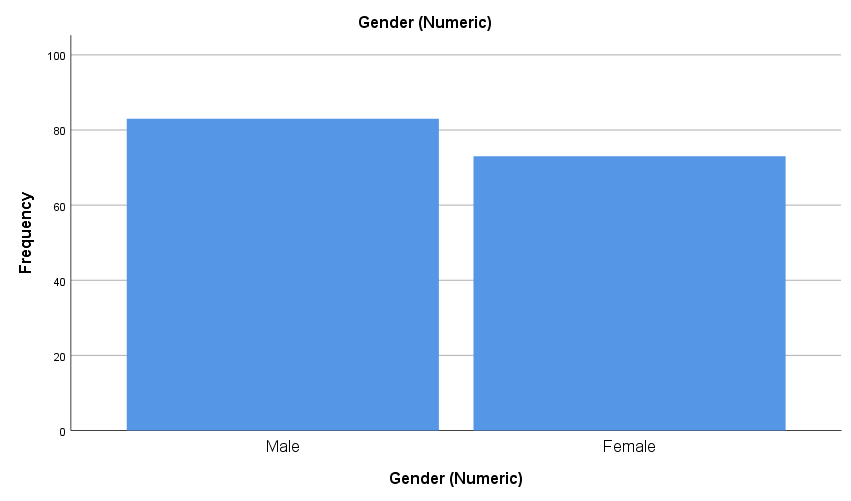 Gender (Numeric)
100
80
60
40
20
0
Frequency
Male Female
Gender (Numeric)